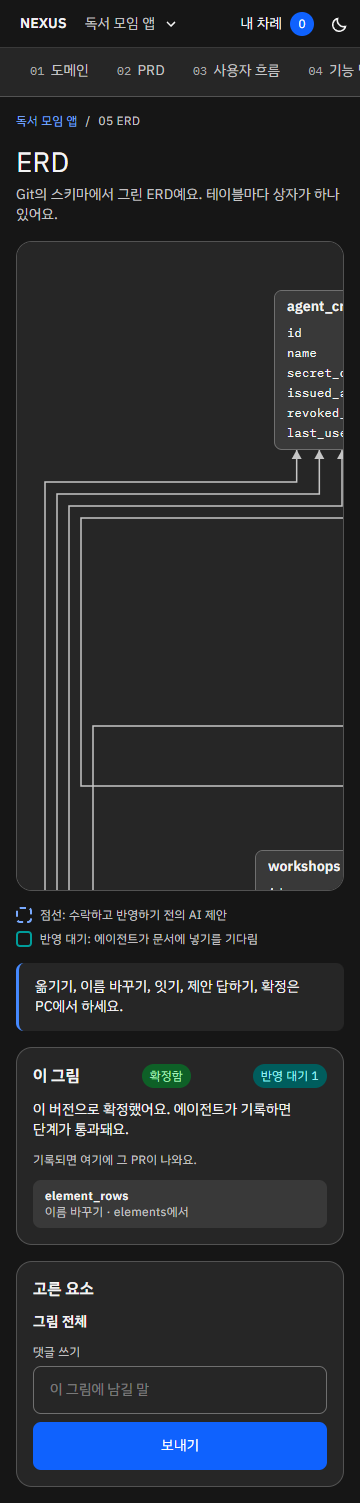 NEXUS 독서 모임 앱 내 차례 0
01 도메인 02 PRD 03 사용자 흐름 04 기능
독서 모임 앱 / 05 ERD
ERD
Git의 스키마에서 그린 ERD예요. 테이블마다 상자가 하나
있어요.
id
name
workshops
점선: 수락하고 반영하기 전의 AI 제안
반영 대기: 에이전트가 문서에 넣기를 기다림
옮기기, 이름 바꾸기, 잇기, 제안 답하기, 확정은
PC에서 하세요.
이 그림 확정함 반영 대기 1
이 버전으로 확정했어요. 에이전트가 기록하면
단계가 통과돼요.
기록되면 여기에 그 PR이 나와요.
element_rows
이름 바꾸기 · elements에서
고른 요소
그림 전체
댓글 쓰기
이 그림에 남길 말
보내기